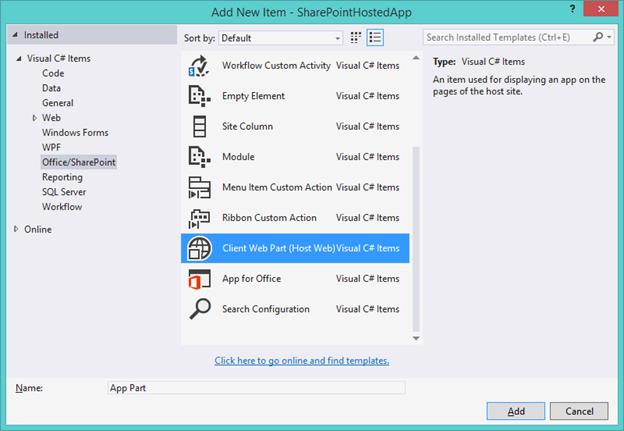 Add New Item - SharePointHostedApp
? ×
Installed
Sort by: Default
Search Installed Templates (Ctrl+E)
Visual C# Items
Code
Data
General
Web
Windows Forms
WPF
Office/SharePoint
Reporting
SQL Server
Workflow
Online
Workflow Custom Activity Visual C# Items
Empty Element Visual C# Items
Site Column Visual C# Items
Module Visual C# Items
Menu Item Custom Action Visual C# Items
Ribbon Custom Action Visual C# Items
Client Web Part (Host Web) Visual C# Items
App for Office Visual C# Items
Search Configuration Visual C# Items
Click here to go online and find templates.
Type: Visual C# Items
An item used for displaying an app on the
pages of the host site.
Name: App Part
Add Cancel